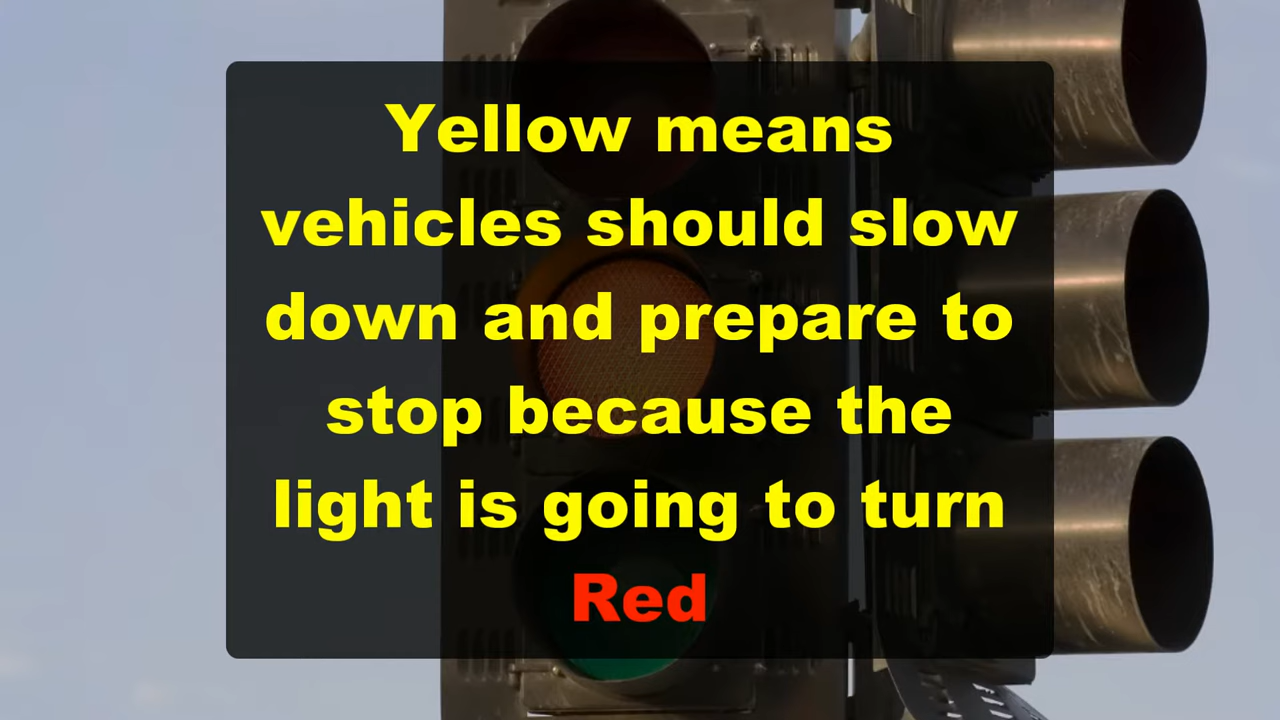 Yellow means
vehicles should slow
down and prepare to
stop because the
light is going to turn
Red